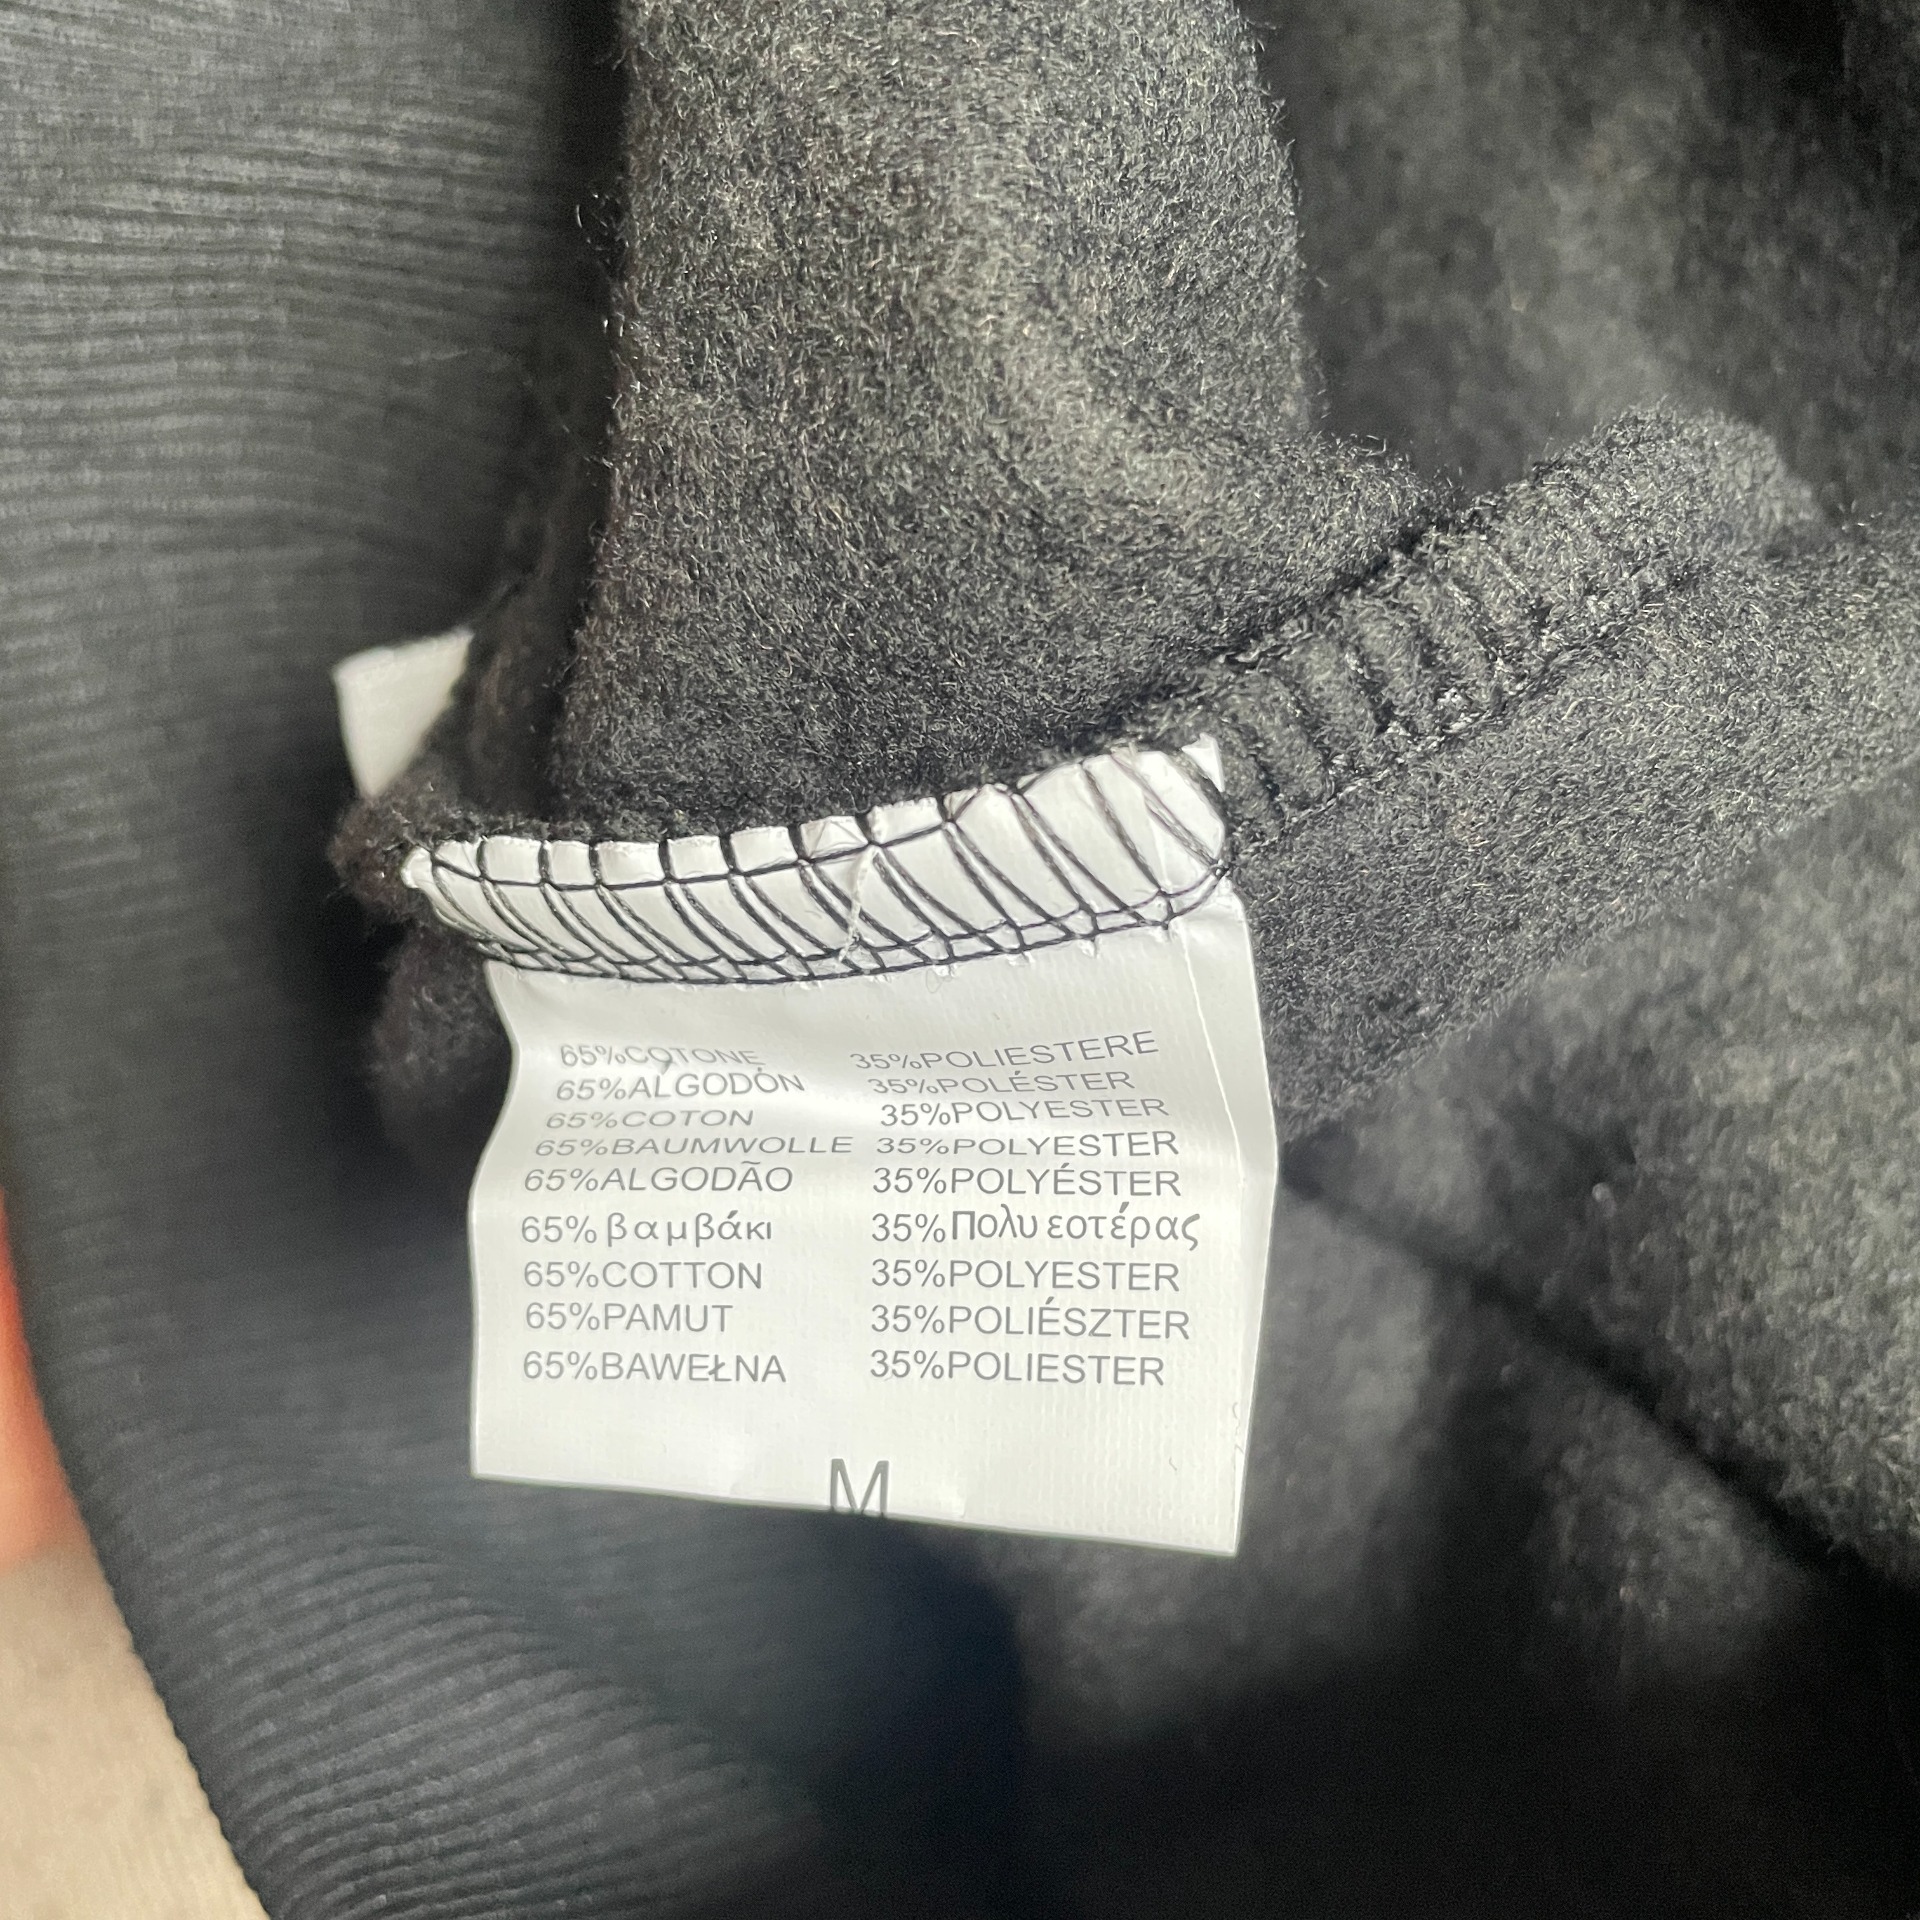 65%COTONE 35%POLIESTERE
65%ALGODÓN 35%POLÉSTER
65%COTON 35%POLYESTER
65%BAUMWOLLE 35%POLYESTER
65%ALGODÃO 35%POLYÉSTER
65% βαμβάκι 35%Πολυ εοτέρας
65%COTTON 35%POLYESTER
65%PAMUT 35%POLIÉSZTER
65%BAWEŁNA 35%POLIESTER
M